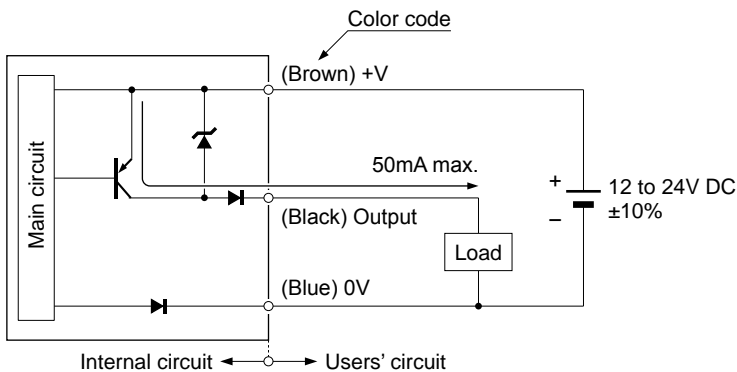 Color code
(Brown) +V
Main circuit
50mA max.
(Black) Output
+
−
12 to 24V DC
±10%
Load
(Blue) 0V
Internal circuit
Users’ circuit